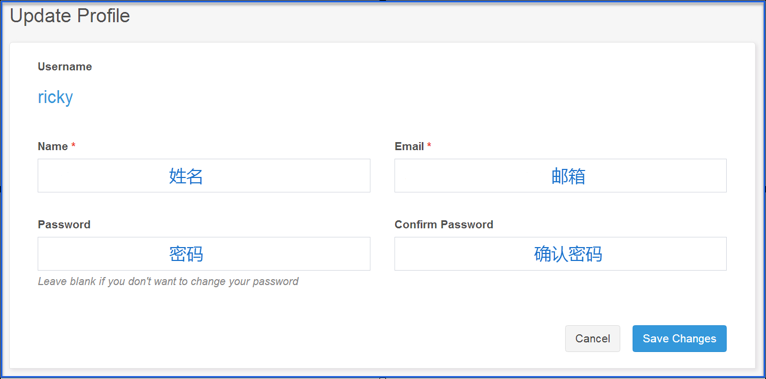 Update Profile
Username
ricky
Name *
Email *
姓名
邮箱
Password
Confirm Password
密码
确认密码
Leave blank if you don't want to change your password
Cancel
Save Changes